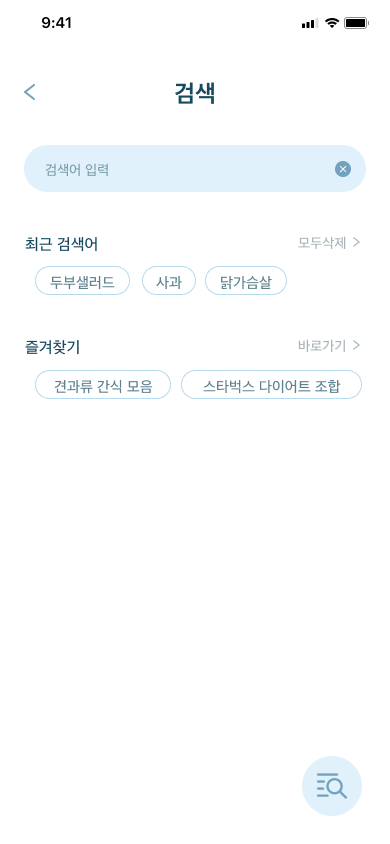 9:41
검색
검색어 입력
최근 검색어 모두삭제
두부샐러드 사과 닭가슴살
즐겨찾기 바로가기
견과류 간식 모음 스타벅스 다이어트 조합